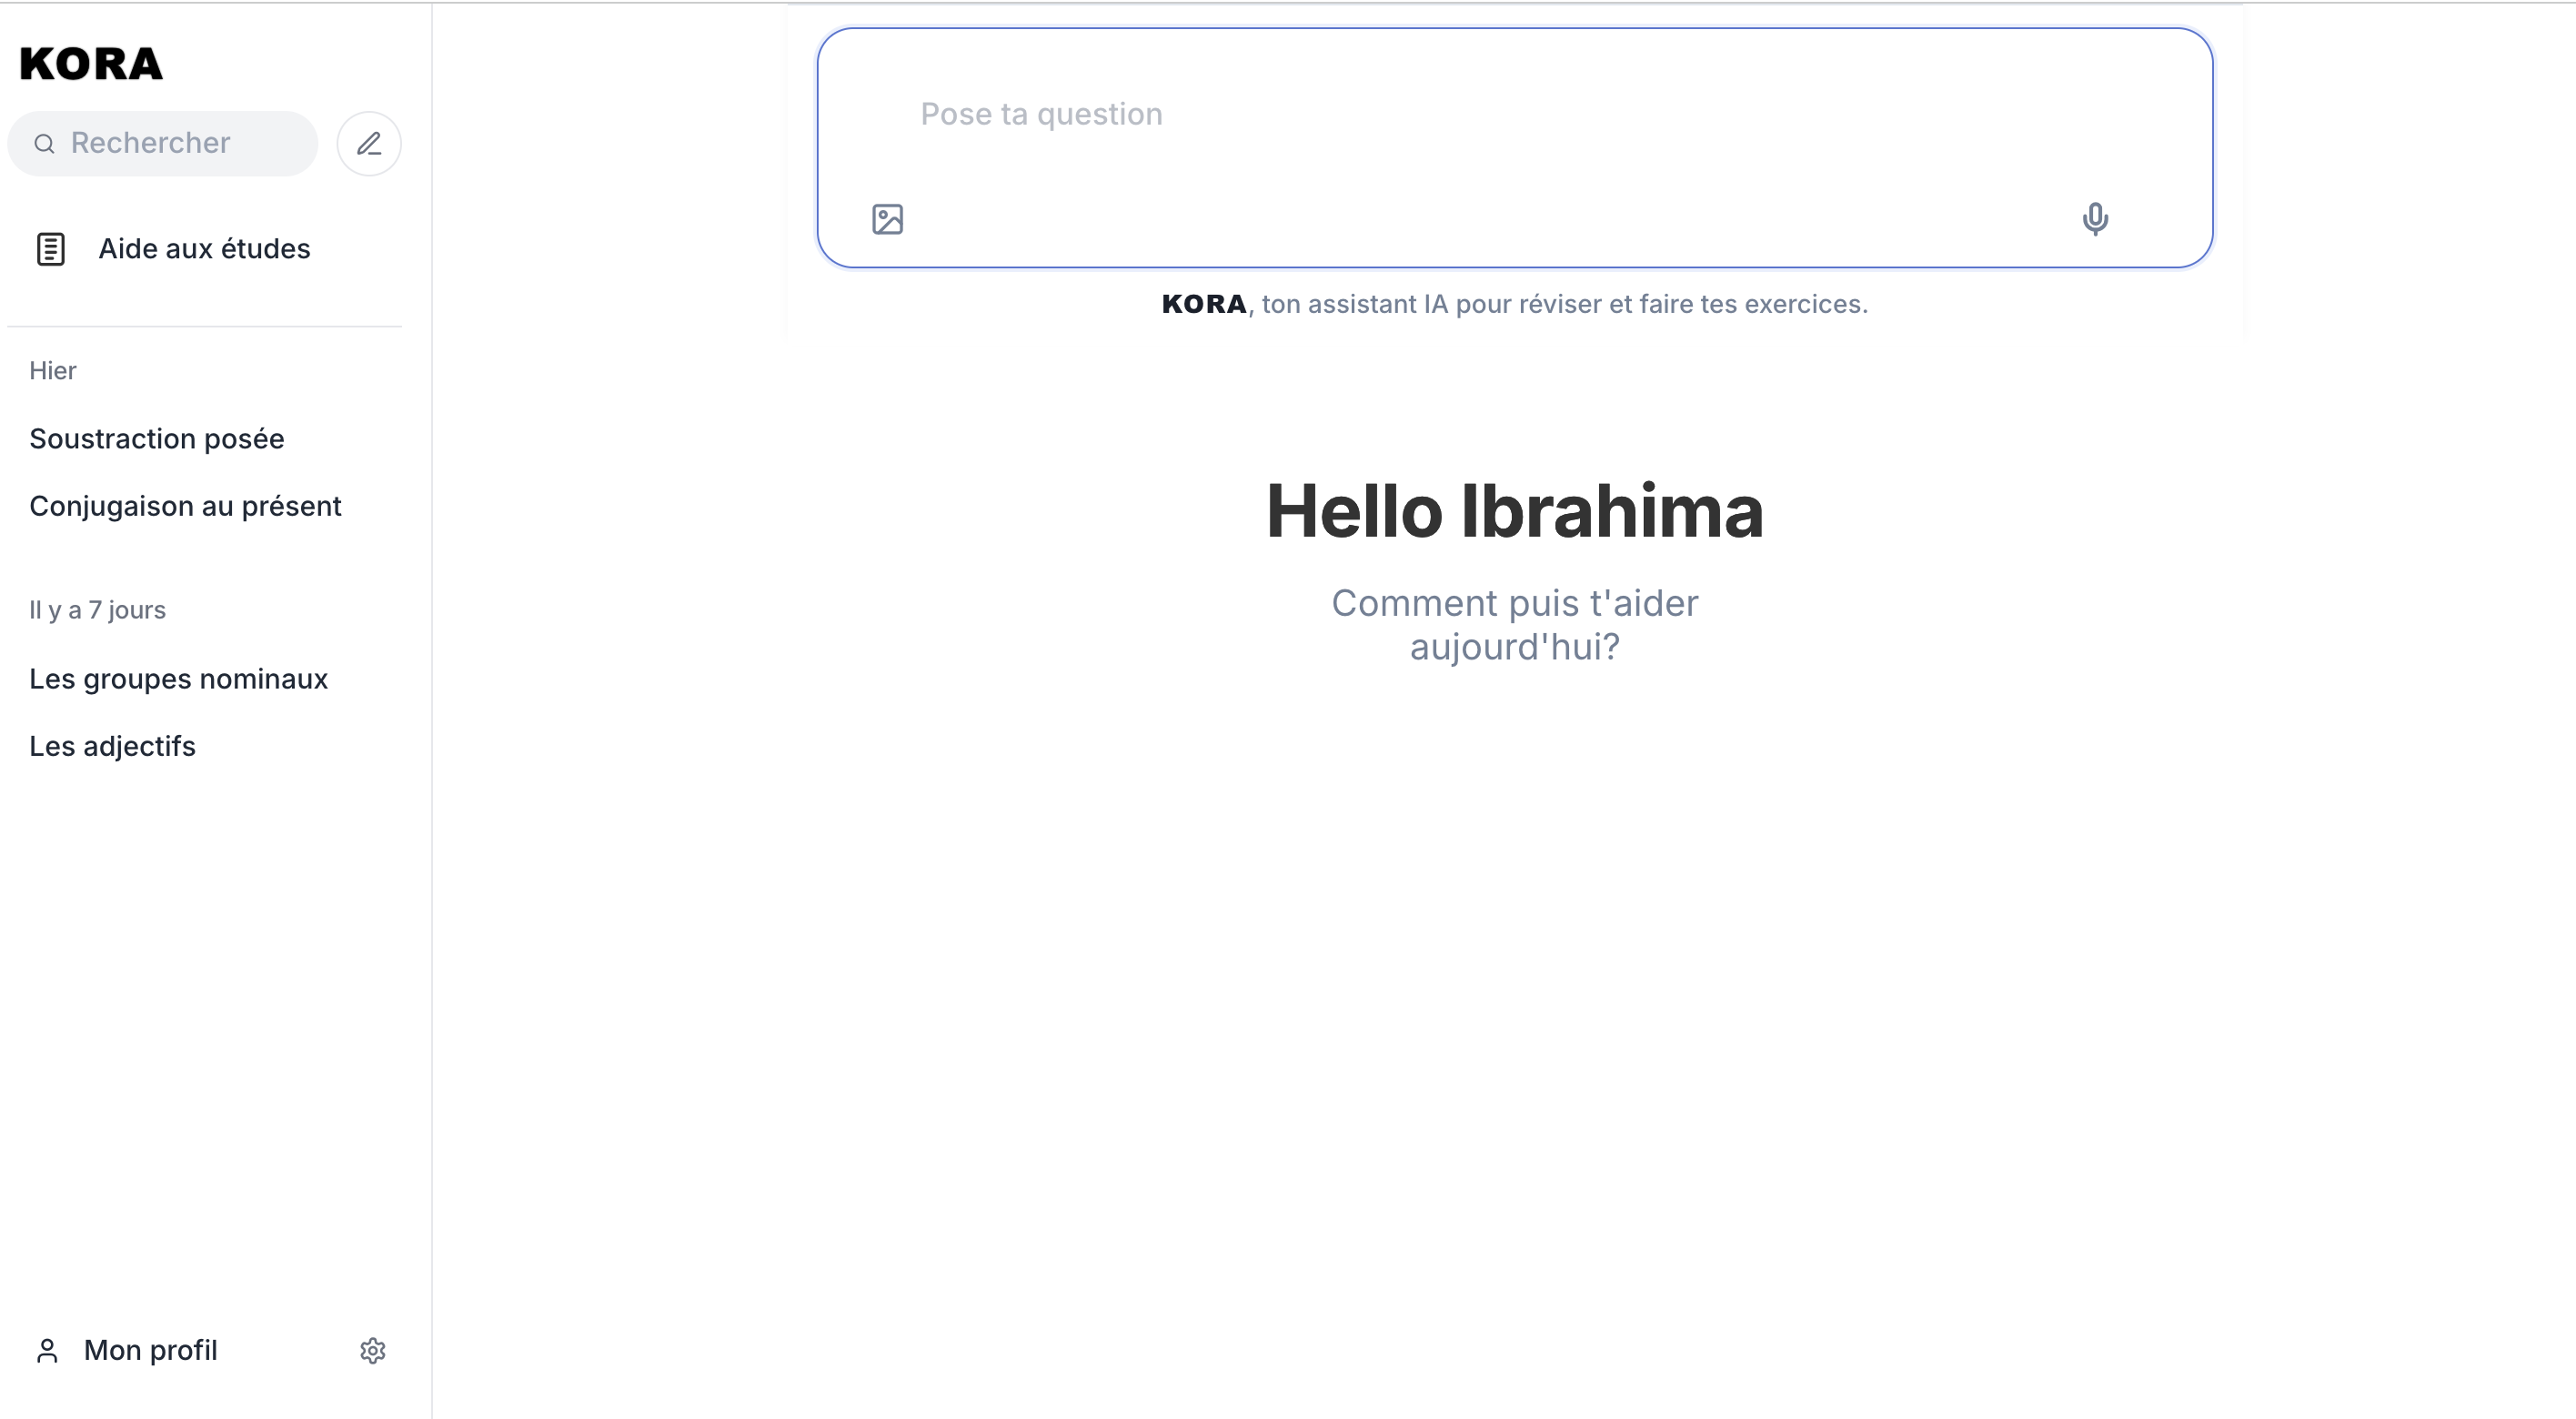 KORA
Rechercher
Aide aux études
Hier
Soustraction posée
Conjugaison au présent
Il y a 7 jours
Les groupes nominaux
Les adjectifs
Mon profil
Pose ta question
KORA, ton assistant IA pour réviser et faire tes exercices.
Hello Ibrahima
Comment puis t'aider
aujourd'hui?